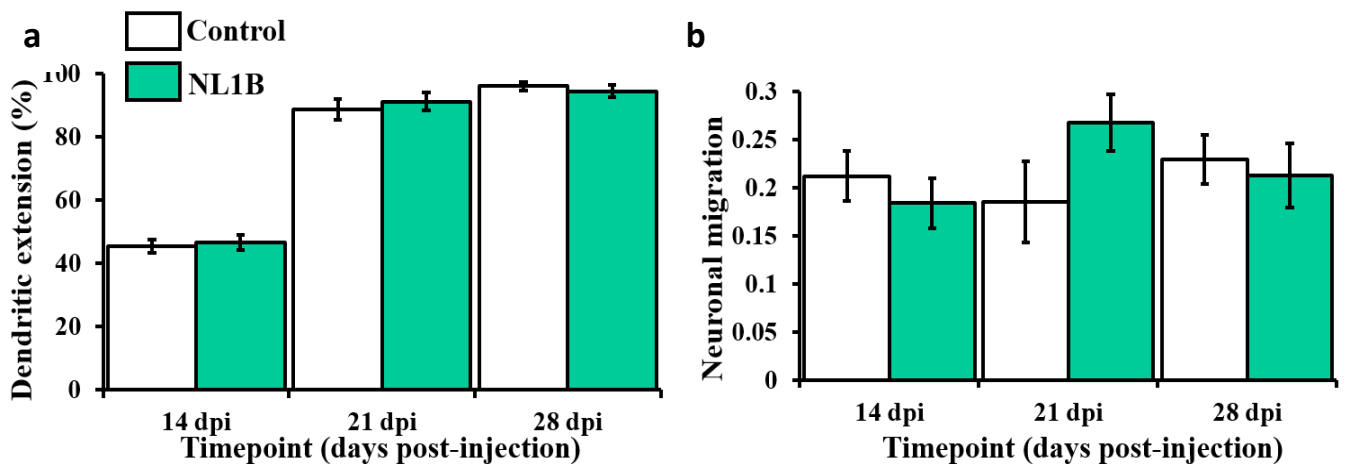 a
Control
NL1B
Dendritic extension (%)
100
80
60
40
20
0
14 dpi
21 dpi
28 dpi
Timepoint (days post-injection)
b
Neuronal migration
0.3
0.25
0.2
0.15
0.1
0.05
0
14 dpi
21 dpi
28 dpi
Timepoint (days post-injection)